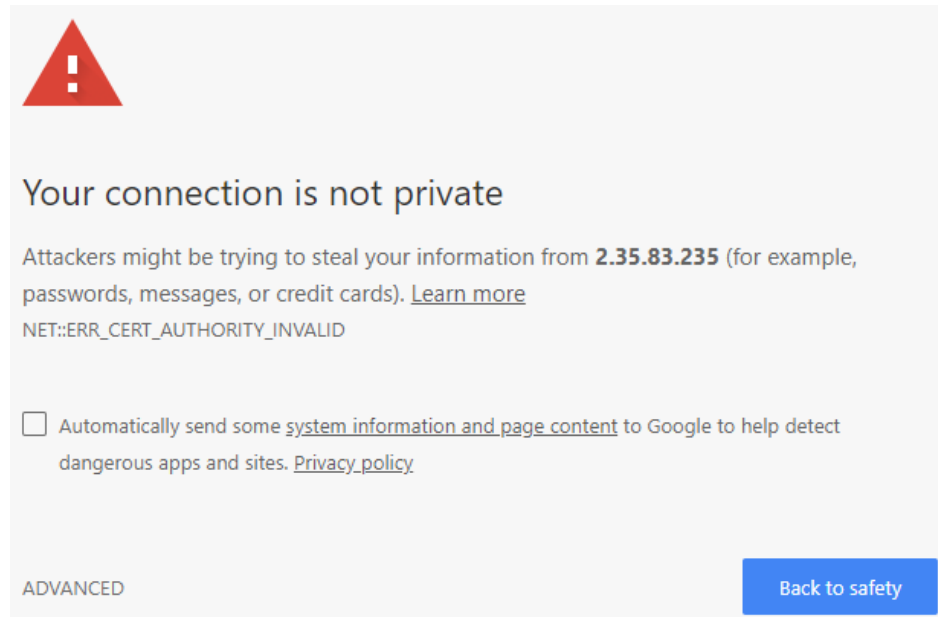 Your connection is not private
Attackers might be trying to steal your information from 2.35.83.235 (for example,
passwords, messages, or credit cards). Learn more
NET::ERR_CERT_AUTHORITY_INVALID
Automatically send some system information and page content to Google to help detect
dangerous apps and sites. Privacy policy
ADVANCED
Back to safety